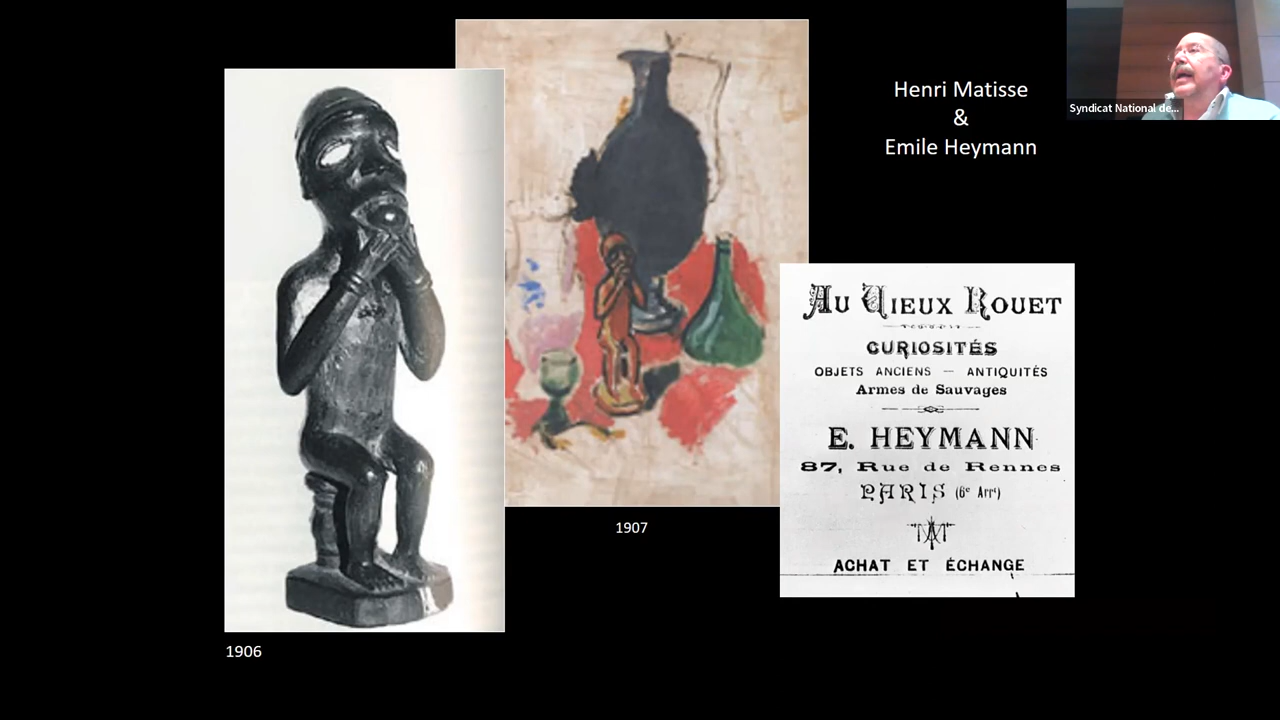 Henri Matisse
&
Emile Heymann
Syndicat National de...
AU VIEUX ROUET
CURIOSITÉS
OBJETS ANCIENS — ANTIQUITÉS
Armes de Sauvages
E. HEYMANN
87, Rue de Rennes
PARIS (6e Arrt)
ACHAT ET ÉCHANGE
1907
1906